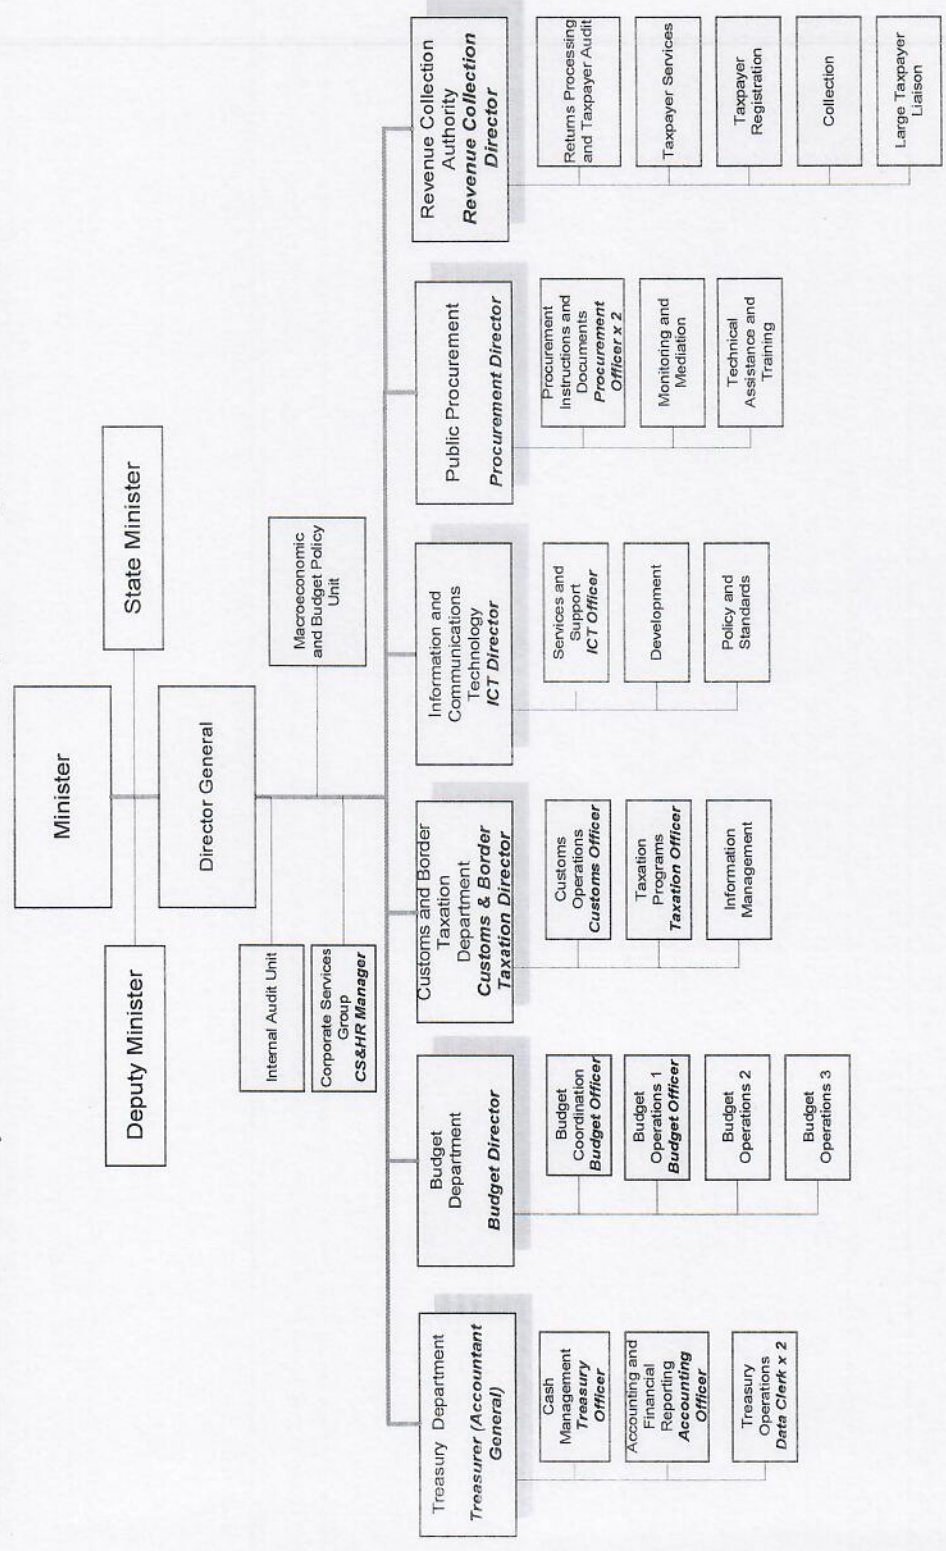 Minister
Deputy Minister
State Minister
Director General
Internal Audit Unit
Corporate Services
Group
CS&HR Manager
Macroeconomic
and Budget Policy
Unit
Treasury Department
Treasurer (Accountant
General)
Cash
Management
Treasury
Officer
Accounting and
Financial
Reporting
Accounting
Officer
Treasury
Operations
Data Clerk x 2
Budget
Department
Budget Director
Budget
Coordination
Budget Officer
Budget
Operations 1
Budget Officer
Budget
Operations 2
Budget
Operations 3
Customs and Border
Taxation
Department
Customs & Border
Taxation Director
Customs
Operations
Customs Officer
Taxation
Programs
Taxation Officer
Information
Management
Information and
Communications
Technology
ICT Director
Services and
Support
ICT Officer
Development
Policy and
Standards
Public Procurement
Procurement Director
Procurement
Instructions and
Documents
Procurement
Officer x 2
Monitoring and
Mediation
Technical
Assistance and
Training
Revenue Collection
Authority
Revenue Collection
Director
Returns Processing
and Taxpayer Audit
Taxpayer Services
Taxpayer
Registration
Collection
Large Taxpayer
Liaison